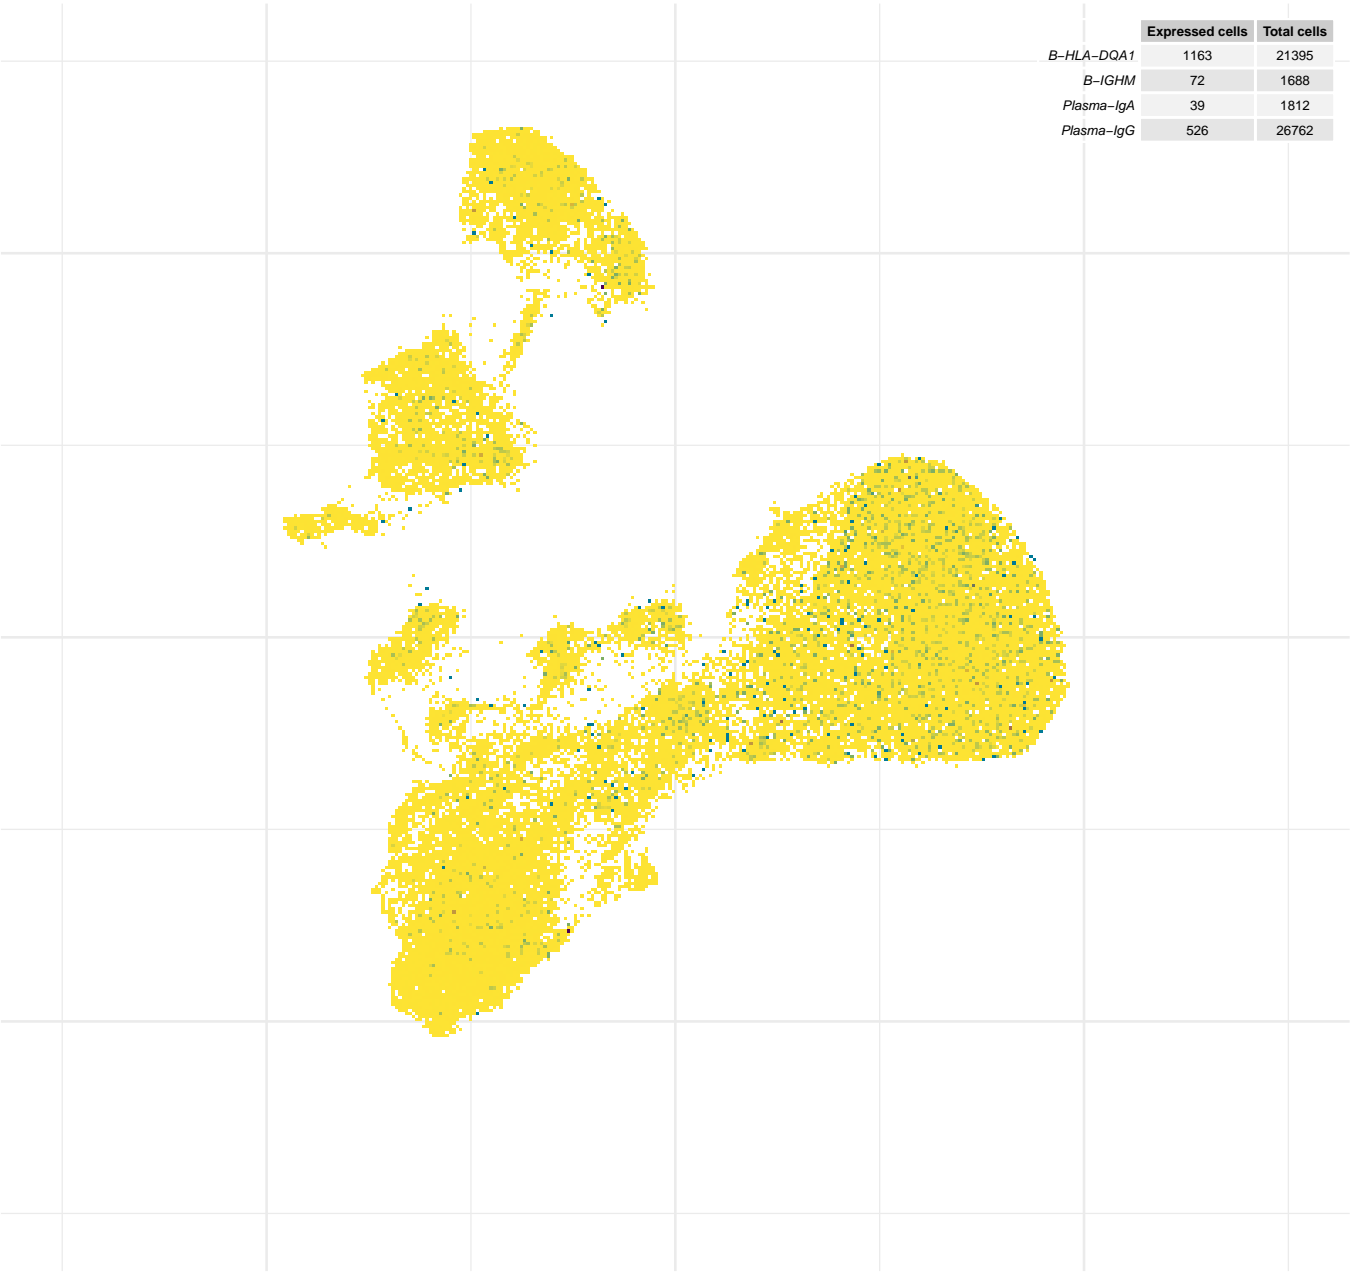 Expressed cells Total cells
B−HLA−DQA1 1163 21395
B−IGHM 72 1688
Plasma−IgA 39 1812
Plasma−IgG 526 26762